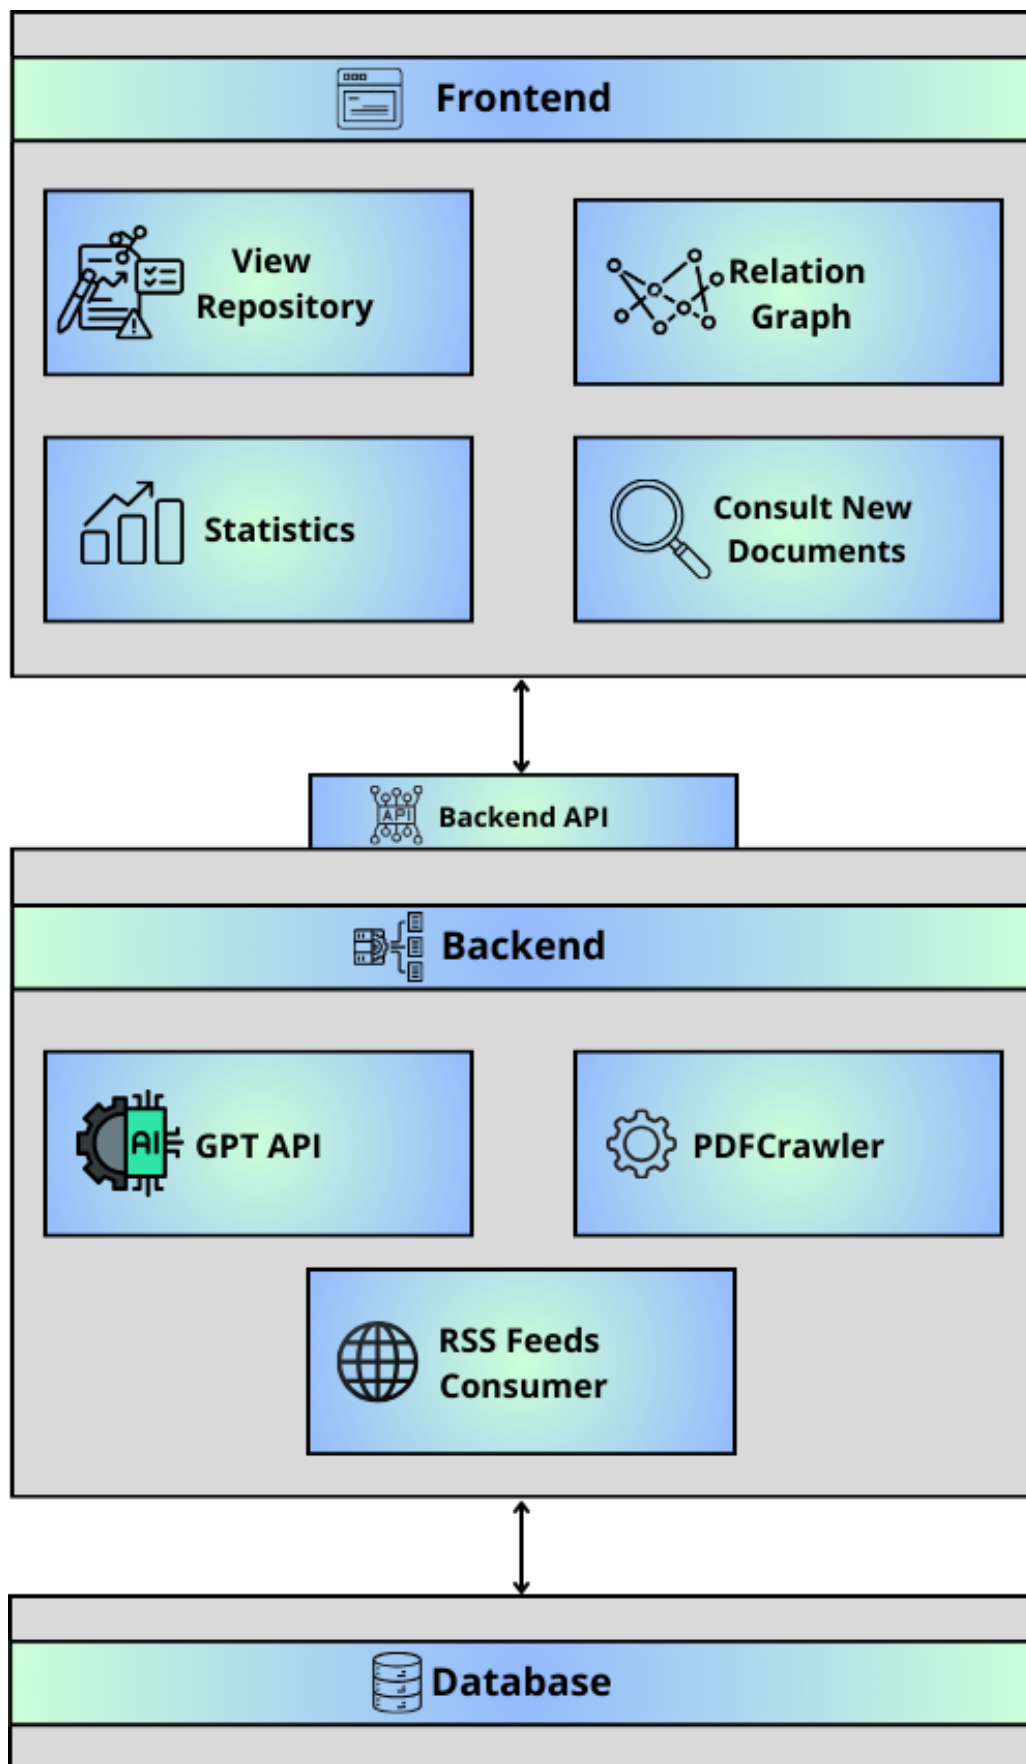 Frontend
View
Repository
Relation
Graph
Statistics
Consult New
Documents
API
Backend API
Backend
AI
GPT API
PDFCrawler
RSS Feeds
Consumer
Database